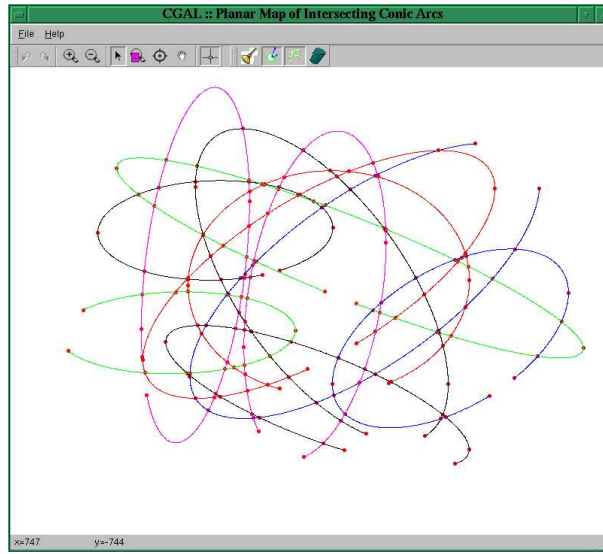 CGAL :: Planar Map of Intersecting Conic Arcs
File Help
x=747 y=-744